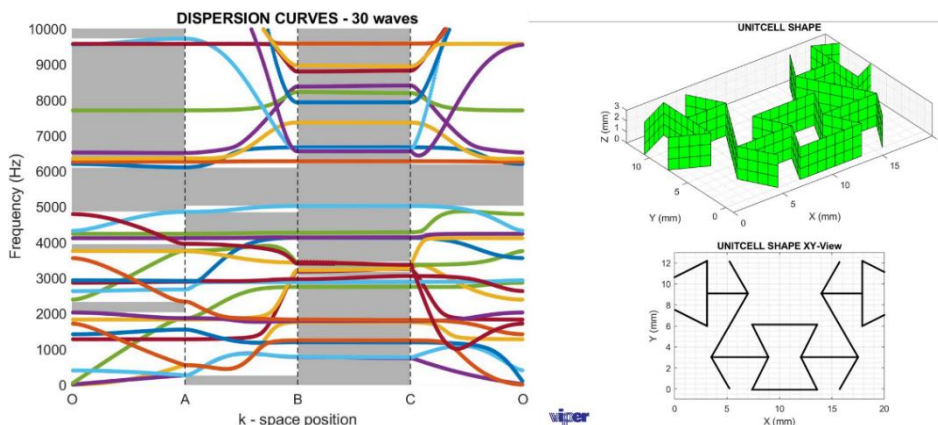 DISPERSION CURVES - 30 waves
10000
9000
8000
7000
6000
5000
4000
3000
2000
1000
0
Frequency (Hz)
O A B C O
k - space position
viper
UNITCELL SHAPE
Z (mm)
3
2
1
0
10
5
0
Y (mm)
0
5
10
15
X (mm)
UNITCELL SHAPE XY-View
12
10
8
6
4
2
0
Y (mm)
0 5 10 15 20
X (mm)